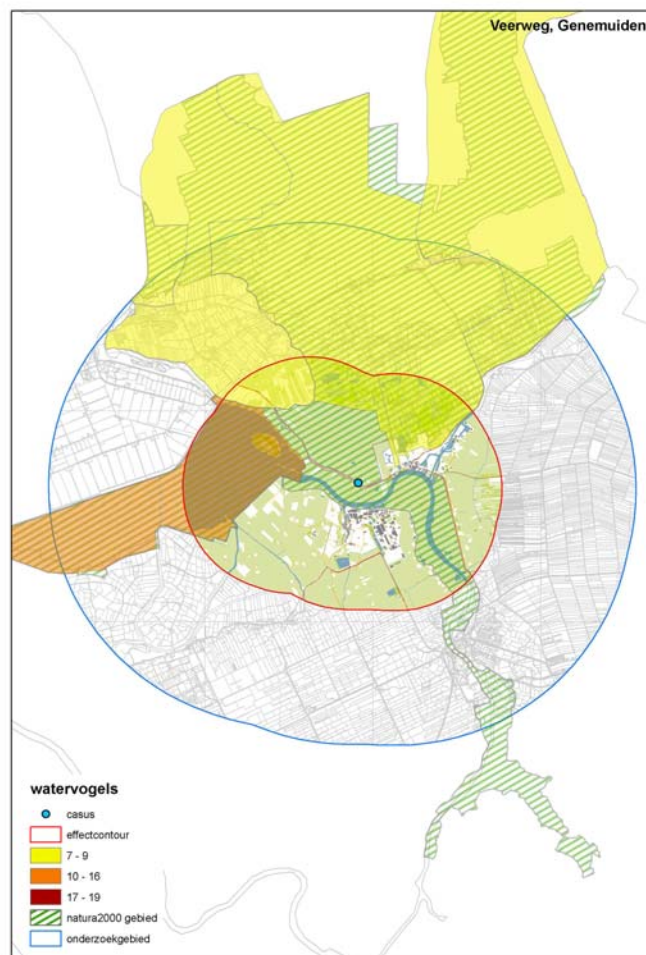 Veerweg, Genemuiden
watervogels
casus
effectcontour
7 - 9
10 - 16
17 - 19
natura2000 gebied
onderzoekgebied